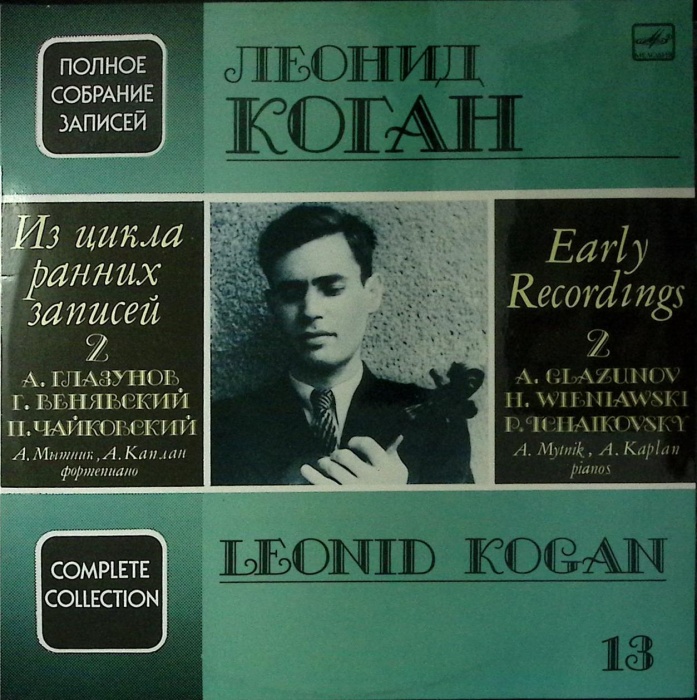 ПОЛНОЕ
СОБРАНИЕ
ЗАПИСЕЙ
ЛЕОНИД
КОГАН
Из цикла
ранних
записей
2
А. ГЛАЗУНОВ
Г. ВЕНЯВСКИЙ
П. ЧАЙКОВСКИЙ
А. Мытник, А. Каплан
фортепиано
Early
Recordings
2
A. GLAZUNOV
H. WIENIAWSKI
P. TCHAIKOVSKY
A. Mytnik, A. Kaplan
pianos
COMPLETE
COLLECTION
LEONID KOGAN
13